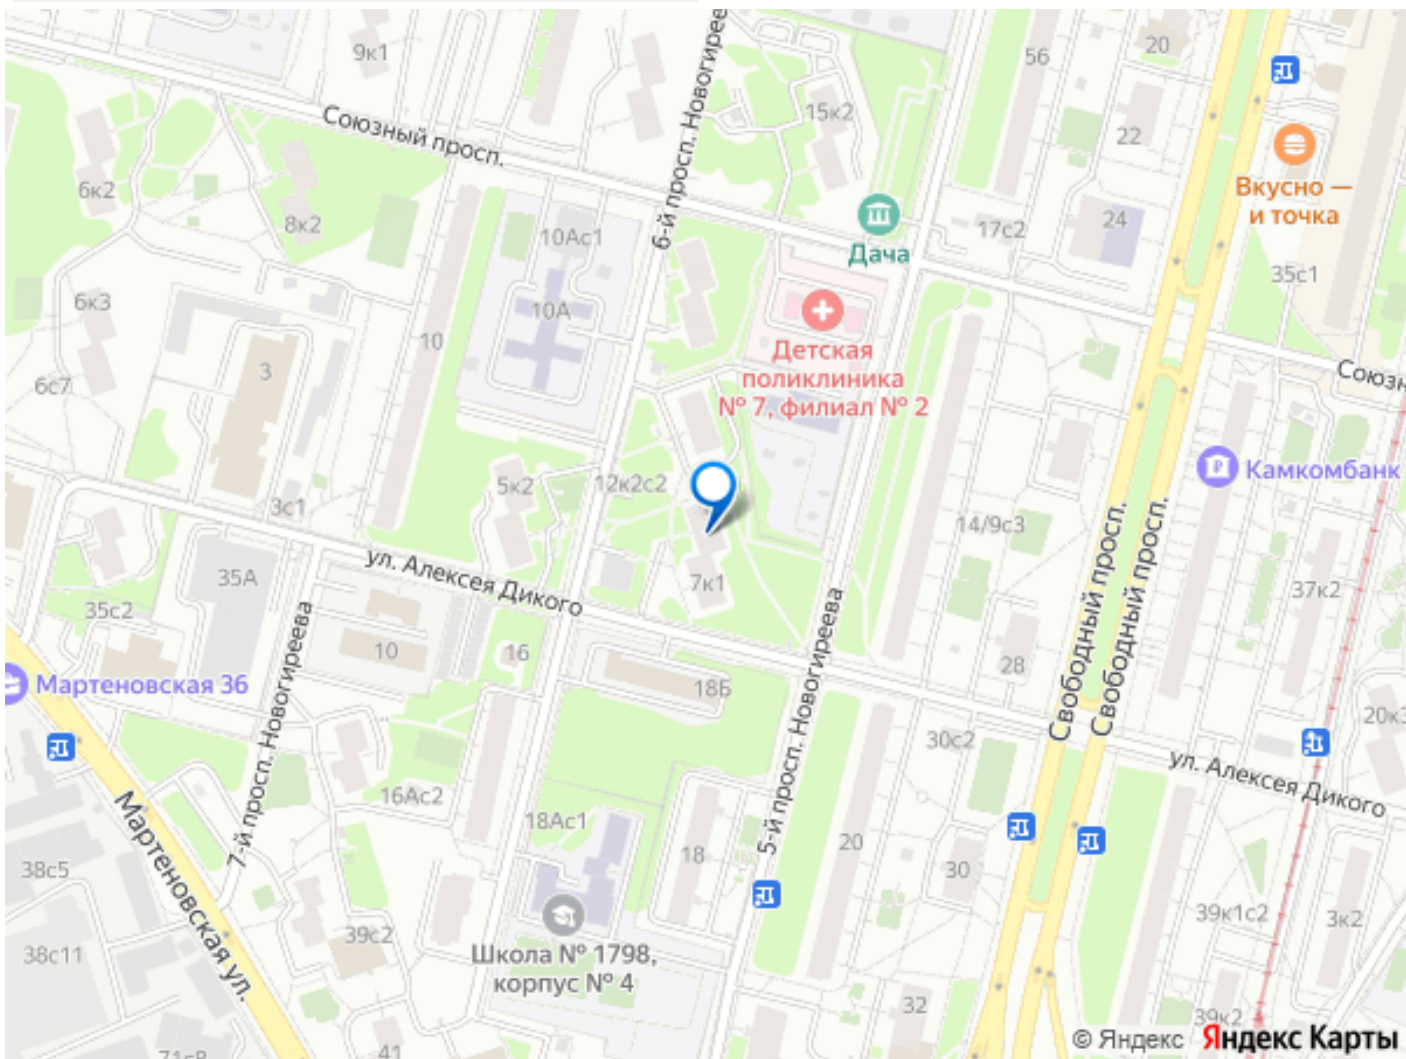 9к1
6-й просп. Новогирее
56
20
15к2
22
Союзный просп.
Вкусно —
и точка
6к2
8к2
10Ас1
17с2
24
Дача
35с1
6к3
10А
10
Детская
поликлиника
№ 7, филиал № 2
3
6с7
Союзн
5к2
12к2с2
Камкомбанк
3с1
14/9с3
Свободный просп.
Свободный просп.
ул. Алексея Дикого
35А
7к1
37к2
35с2
7-й просп. Новогиреева
5-й просп. Новогиреева
10
16
28
Мартеновская 36
18Б
20к3
30с2
ул. Алексея Дикого
16Ас2
18Ас1
Мартеновская ул.
18
20
30
38с5
39к1с2
3к2
39с2
Школа № 1798,
корпус № 4
38с11
32
39к2
© Яндекс Яндекс Карты
41
71с8